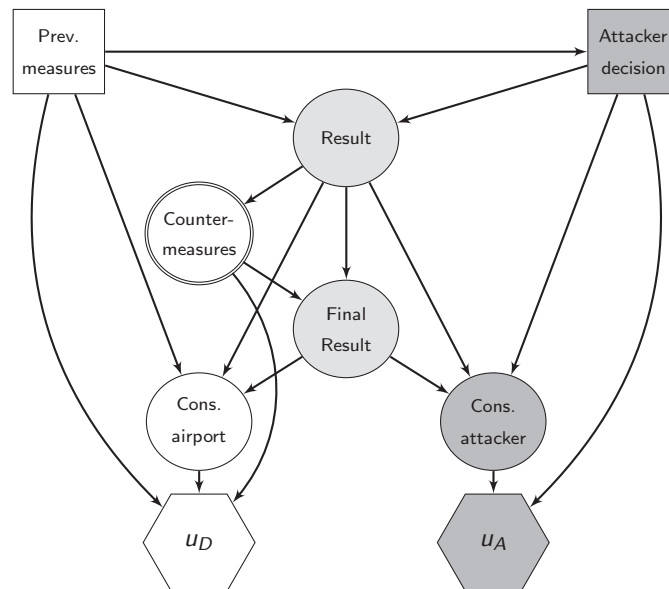 Prev.
measures
Attacker
decision
Result
Counter-
measures
Final
Result
Cons.
airport
Cons.
attacker
u_D
u_A